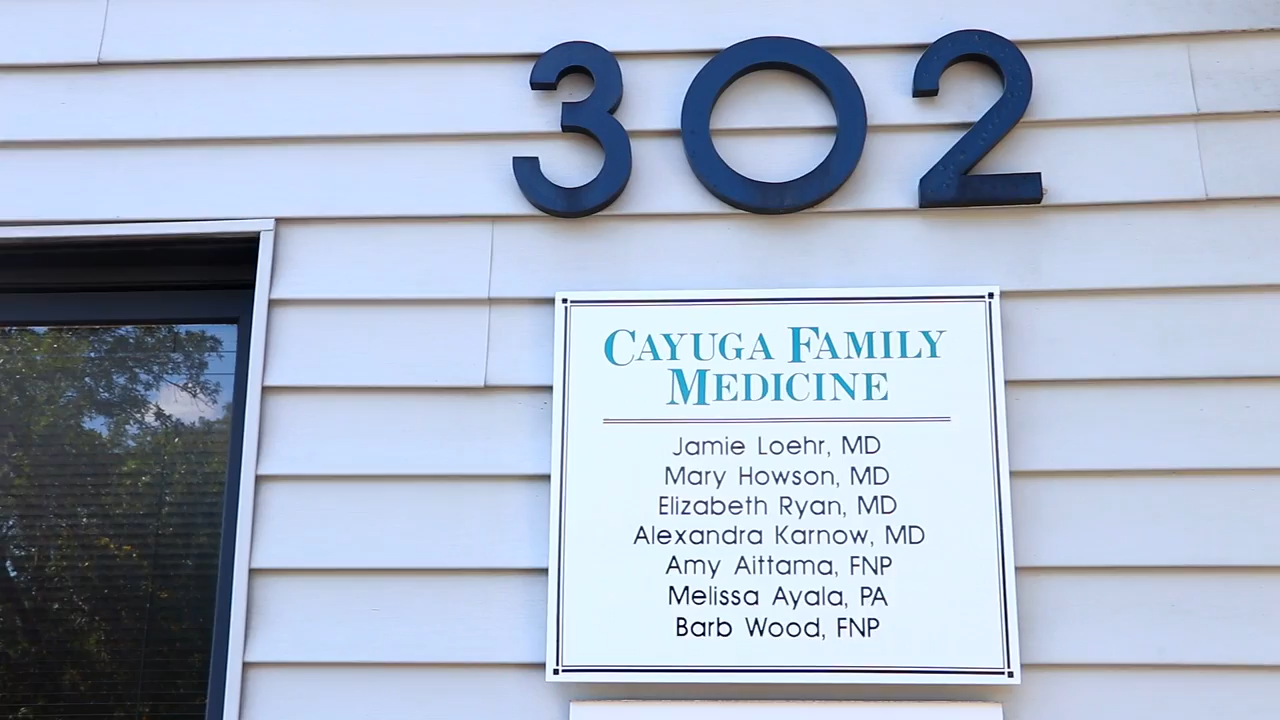 302
CAYUGA FAMILY
MEDICINE
Jamie Loehr, MD
Mary Howson, MD
Elizabeth Ryan, MD
Alexandra Karnow, MD
Amy Aittama, FNP
Melissa Ayala, PA
Barb Wood, FNP